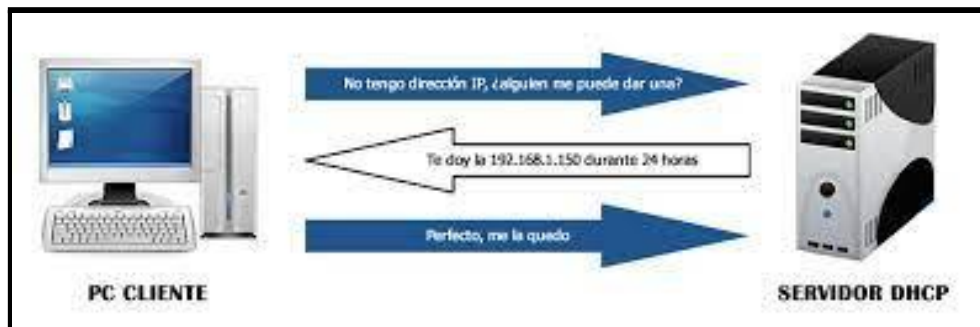 No tengo dirección IP, ¿alguien me puede dar una?
Te doy la 192.168.1.150 durante 24 horas
Perfecto, me la quedo
PC CLIENTE
SERVIDOR DHCP